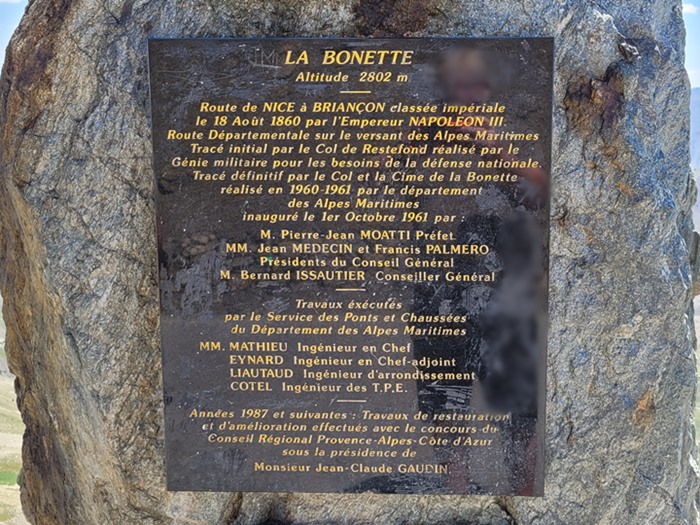 LA BONETTE
Altitude 2802 m
Route de NICE à BRIANÇON classée impériale
le 18 Août 1860 par l'Empereur NAPOLEON III.
Route Départementale sur le versant des Alpes Maritimes
Tracé initial par le Col de Restefond réalisé par le
Génie militaire pour les besoins de la défense nationale.
Tracé définitif par le Col et la Cime de la Bonette
réalisé en 1960-1961 par le département
des Alpes Maritimes
inauguré le 1er Octobre 1961 par :
M. Pierre-Jean MOATTI Préfet
MM. Jean MEDECIN et Francis PALMERO
Présidents du Conseil Général
M. Bernard ISSAUTIER Conseiller Général
Travaux éxécutés
par le Service des Ponts et Chaussées
du Département des Alpes Maritimes
MM. MATHIEU Ingénieur en Chef
EYNARD Ingénieur en Chef-adjoint
LIAUTAUD Ingénieur d'arrondissement
COTEL Ingénieur des T.P.E.
Années 1987 et suivantes : Travaux de restauration
et d'amélioration effectués avec le concours du
Conseil Régional Provence-Alpes-Côte d'Azur
sous la présidence de
Monsieur Jean-Claude GAUDIN.